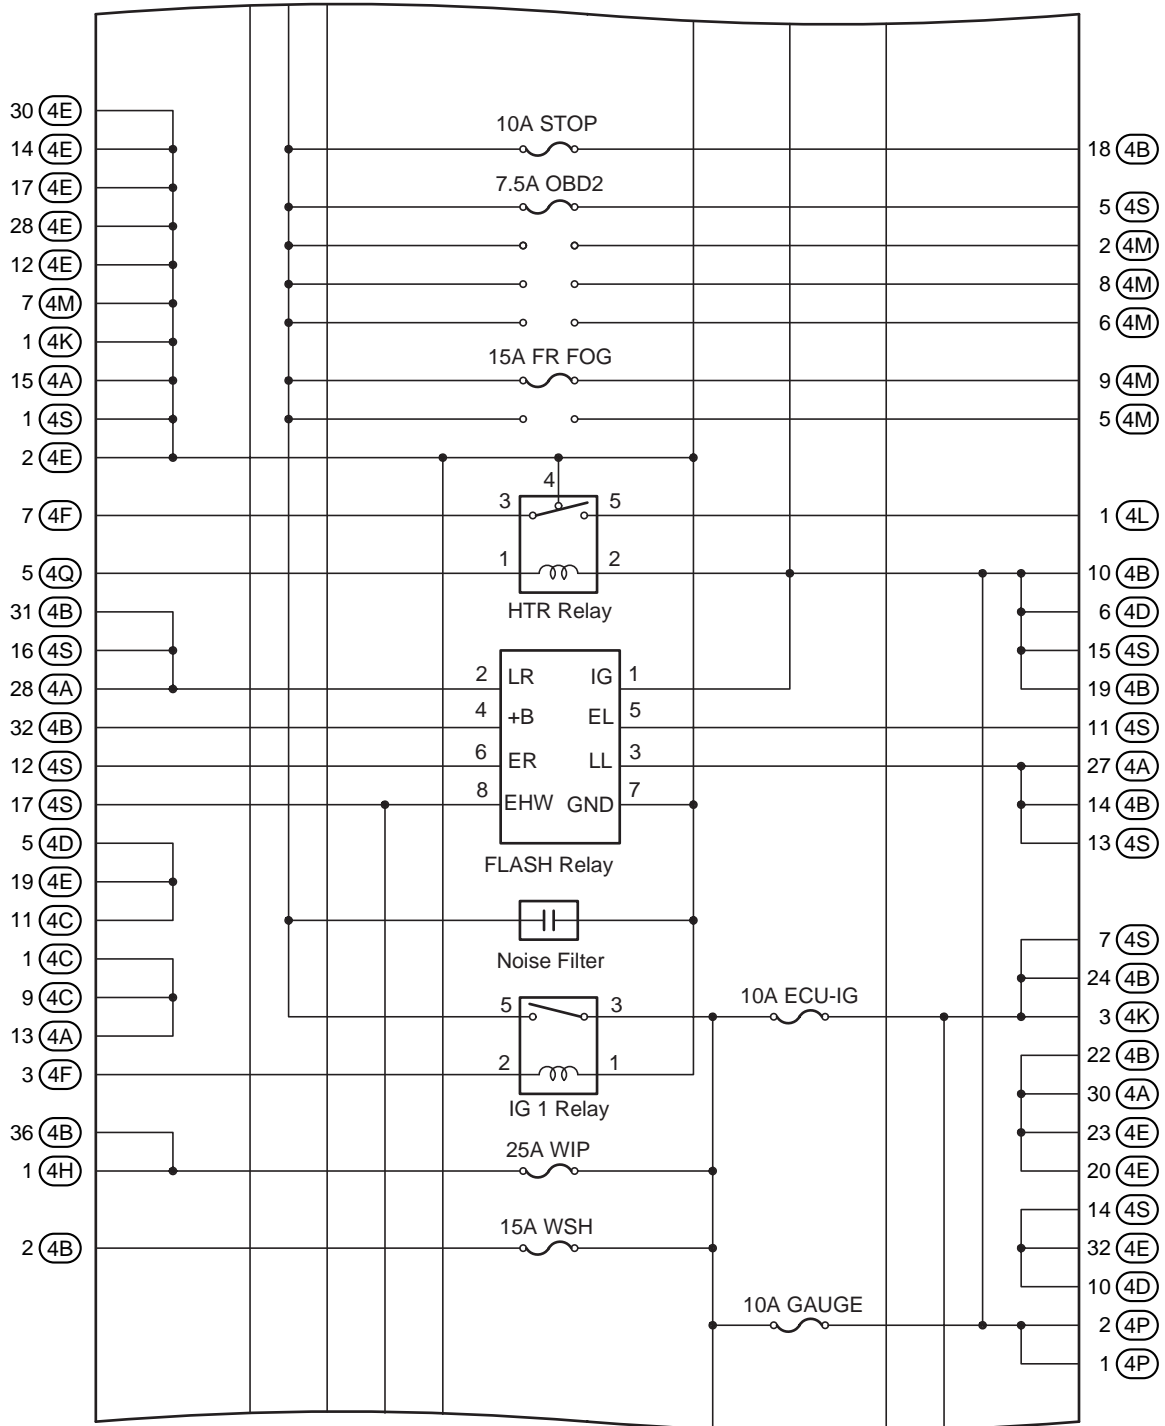 30 4E
14 4E
17 4E
28 4E
12 4E
7 4M
1 4K
15 4A
1 4S
2 4E
7 4F
5 4Q
31 4B
16 4S
28 4A
32 4B
12 4S
17 4S
5 4D
19 4E
11 4C
1 4C
9 4C
13 4A
3 4F
36 4B
1 4H
2 4B
10A STOP
7.5A OBD2
15A FR FOG
4
3 5
1 2
HTR Relay
2 LR IG 1
4 +B EL 5
6 ER LL 3
8 EHW GND 7
FLASH Relay
Noise Filter
5 3
2 1
IG 1 Relay
25A WIP
15A WSH
10A ECU-IG
10A GAUGE
18 4B
5 4S
2 4M
8 4M
6 4M
9 4M
5 4M
1 4L
10 4B
6 4D
15 4S
19 4B
11 4S
27 4A
14 4B
13 4S
7 4S
24 4B
3 4K
22 4B
30 4A
23 4E
20 4E
14 4S
32 4E
10 4D
2 4P
1 4P